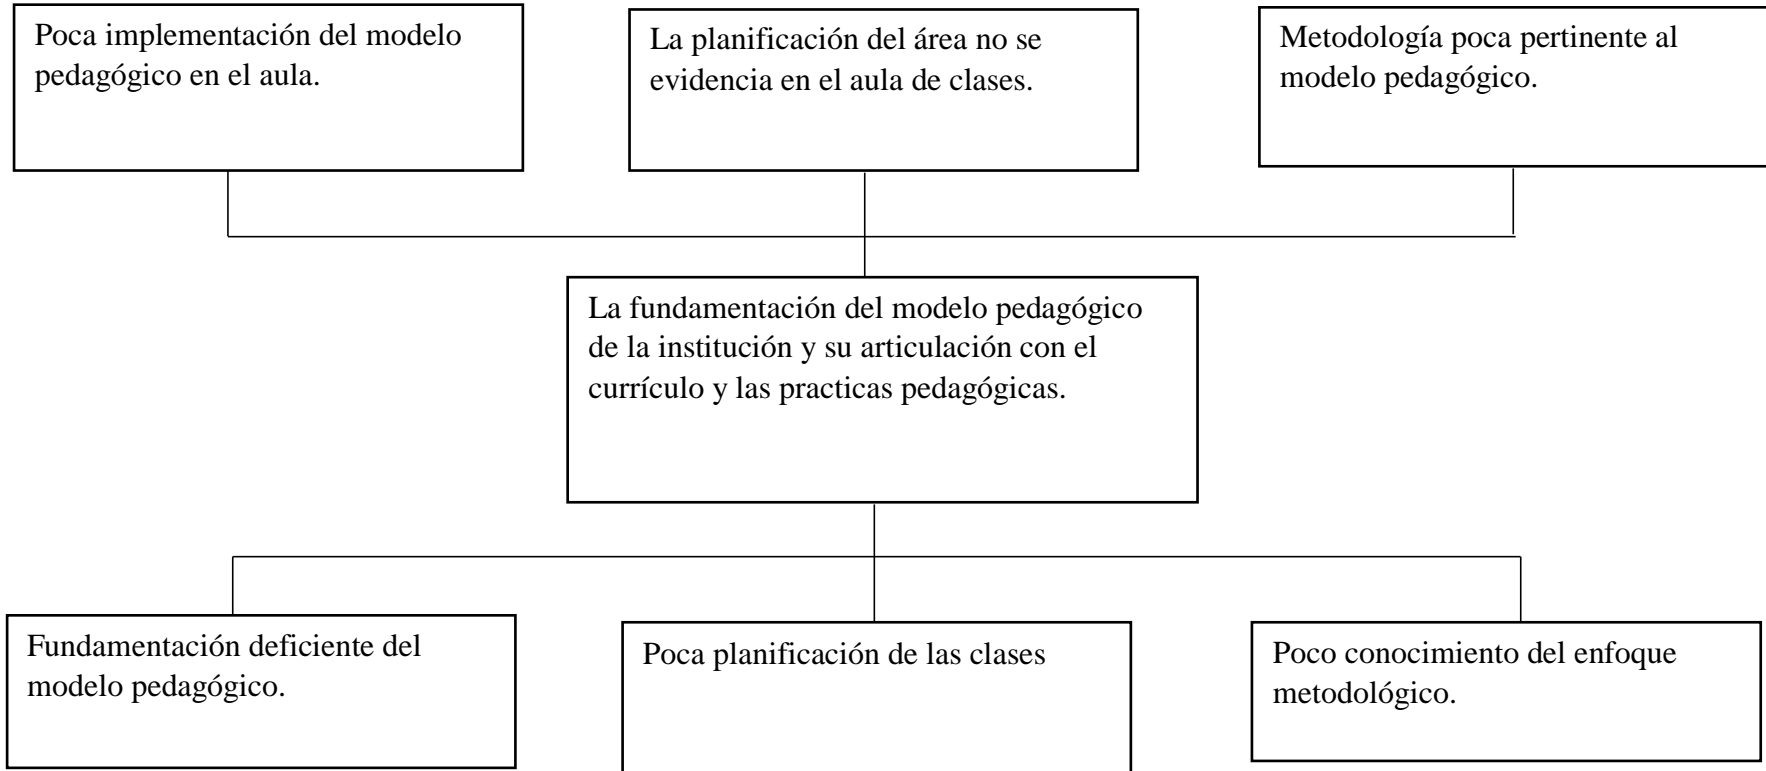 Poca implementación del modelo
pedagógico en el aula.
La planificación del área no se
evidencia en el aula de clases.
Metodología poca pertinente al
modelo pedagógico.
La fundamentación del modelo pedagógico
de la institución y su articulación con el
currículo y las practicas pedagógicas.
Fundamentación deficiente del
modelo pedagógico.
Poca planificación de las clases
Poco conocimiento del enfoque
metodológico.